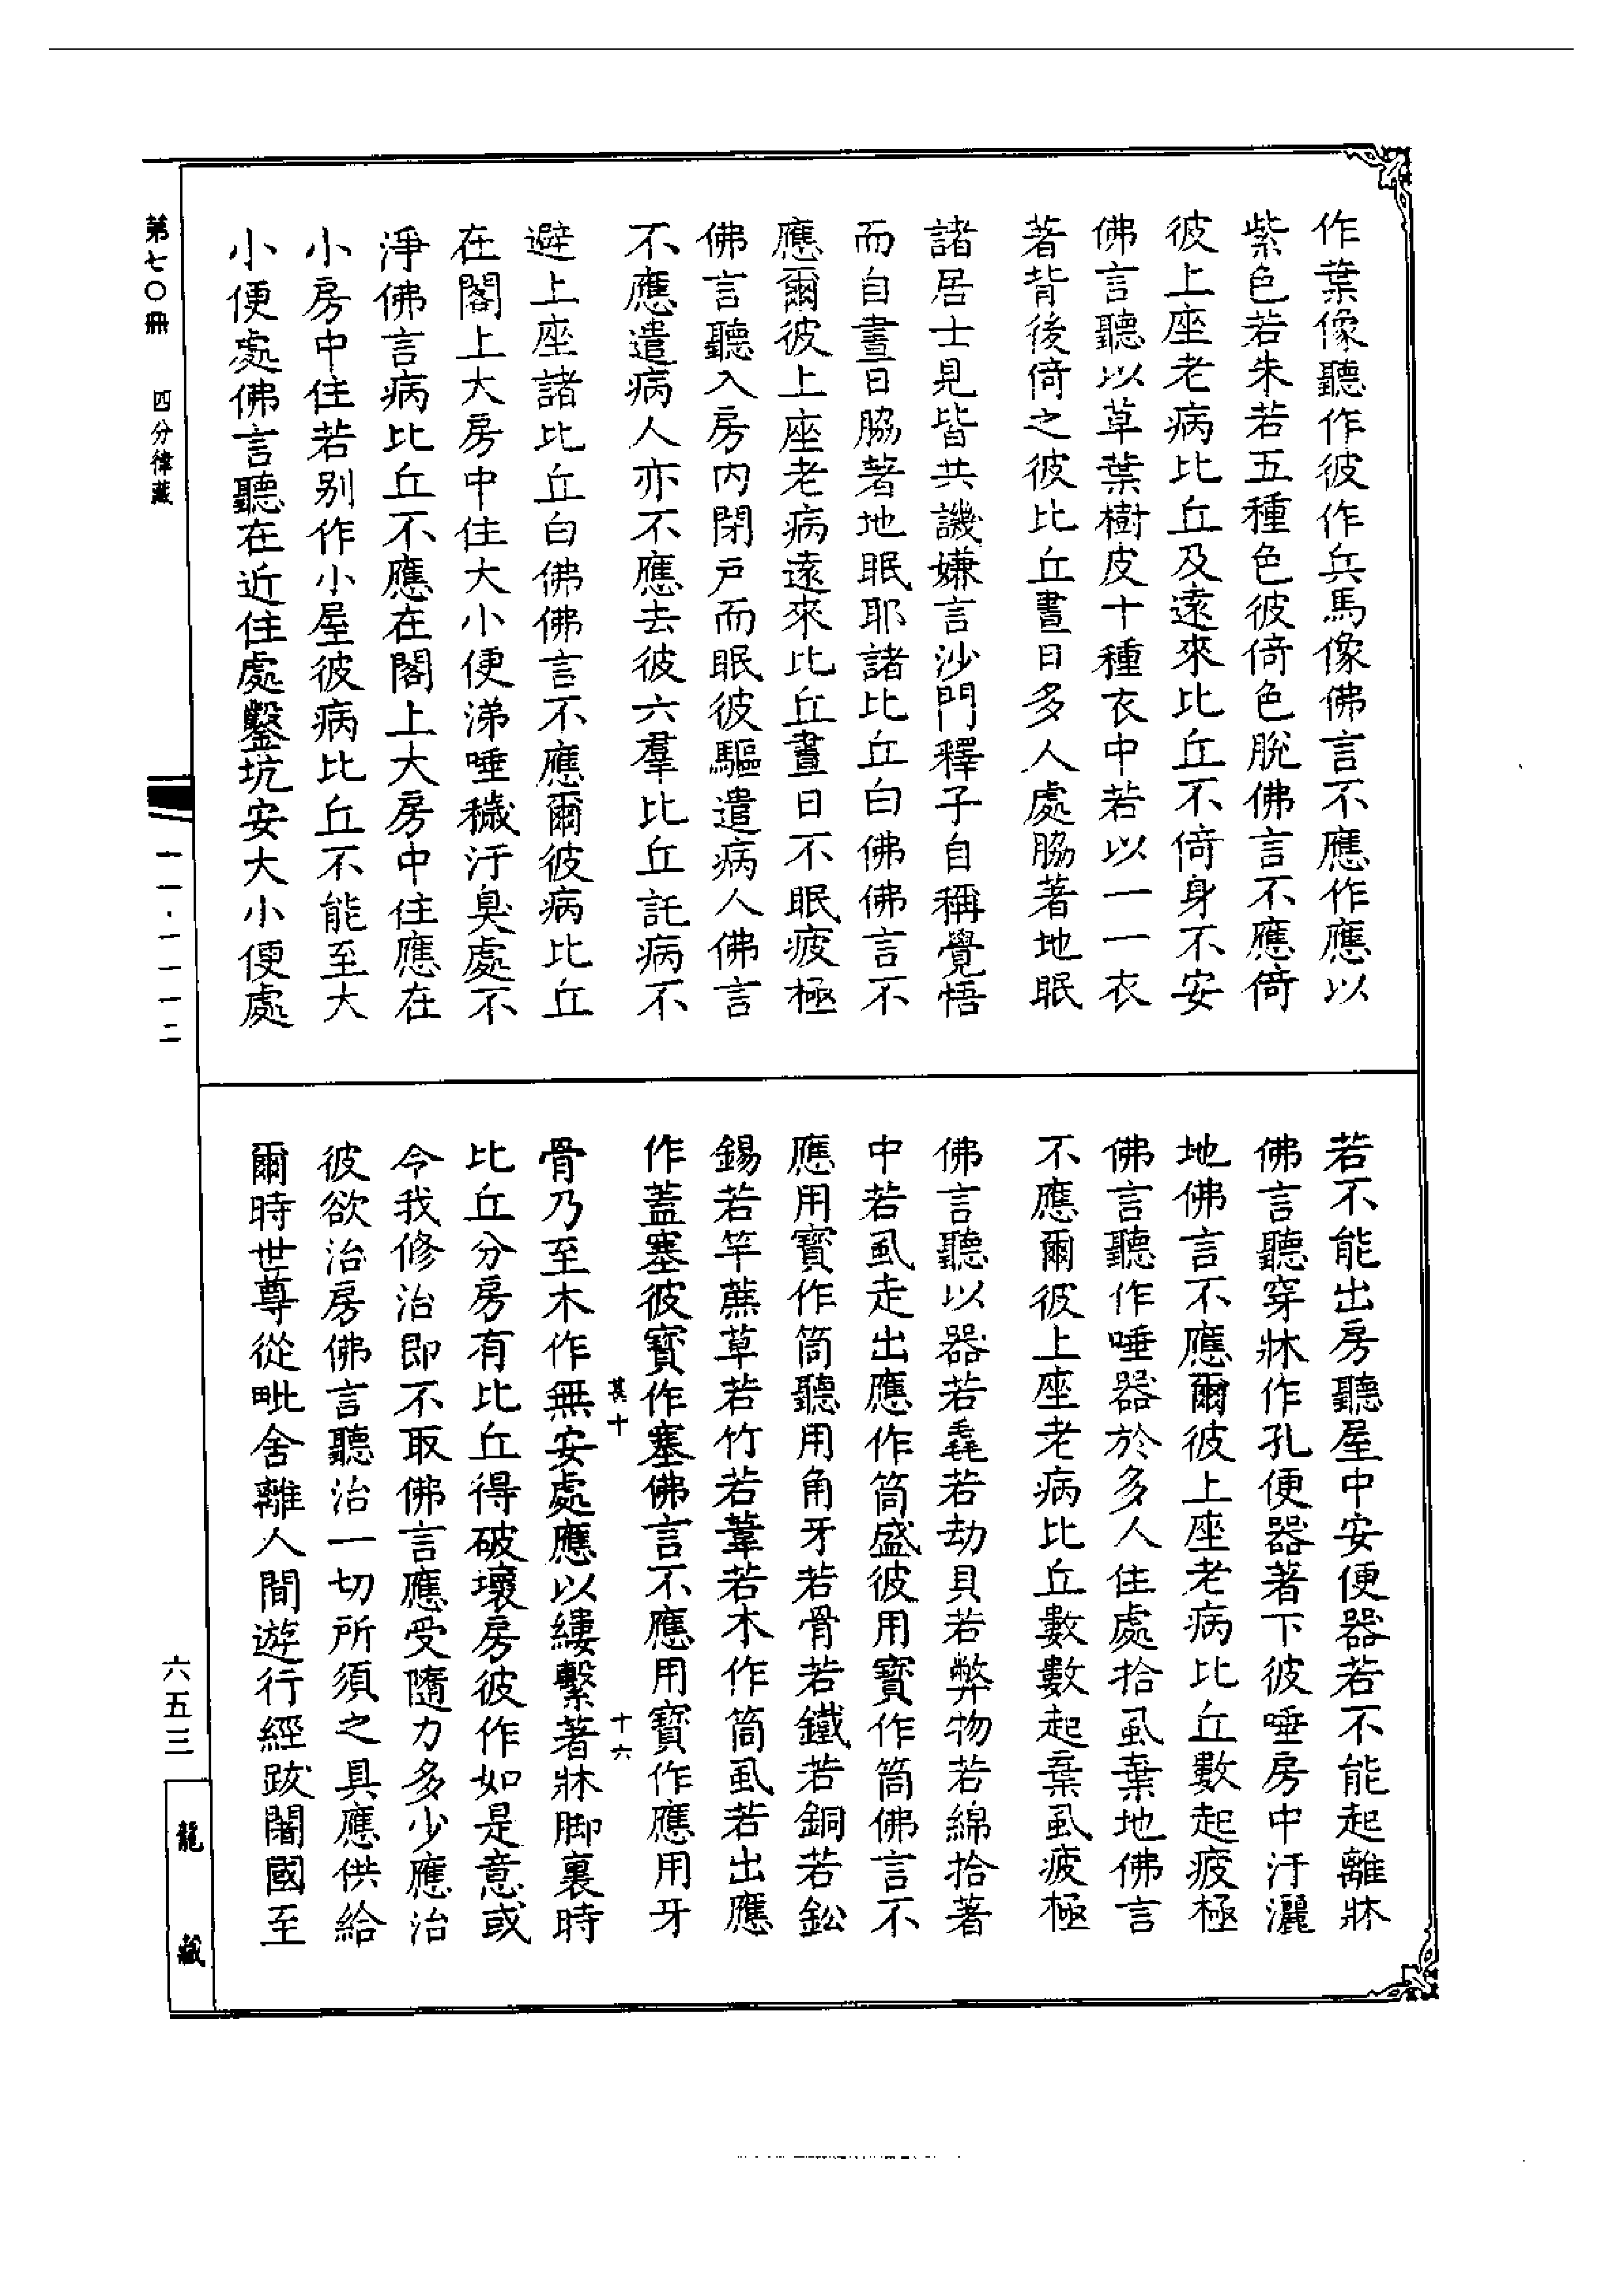 作葉像聽作彼作兵馬像佛言不應作應以
紫色若朱若五種色彼倚色脫佛言不應倚
彼上座老病比丘及遠來比丘不倚身不安
佛言聽以草葉樹皮十種衣中若以一一衣
著背後倚之彼比丘晝日多人處脇著地眠
諸居士見皆共譏嫌言沙門釋子自稱覺悟
而自晝日脇著地眠耶諸比丘白佛佛言不
應爾彼上座老病遠來比丘晝日不眠疲極
佛言聽入房内閉戸而眠彼驅遣病人佛言
不應遣病人亦不應去彼六羣比丘託病不
避上座諸比丘白佛佛言不應爾彼病比丘
在閣上大房中住大小便涕唾穢汙臭處不
淨佛言病比丘不應在閣上大房中住應在
小房中住若别作小屋彼病比丘不能至大
小便處佛言聽在近住處鑿坑安大小便處
若不能出房聽屋中安便器若不能起離牀
佛言聽穿牀作孔便器著下彼唾房中汙灑
地佛言不應爾彼上座老病比丘數起疲極
佛言聽作唾器於多人住處拾虱棄地佛言
不應爾彼上座老病比丘數數起棄虱疲極
佛言聽以器若毳若劫貝若弊物若綿拾著
中若虱走出應作筒盛彼用寶作筒佛言不
應用寶作筒聽用角牙若骨若鐵若銅若鈆
錫若竿蔗草若竹若葦若木作筒虱若出應
作蓋塞彼寶作塞佛言不應用寶作應用牙
其十 十六
骨乃至木作無安處應以縷繫著牀脚裏時
比丘分房有比丘得破壞房彼作如是意或
令我修治即不取佛言應受隨力多少應治
彼欲治房佛言聽治一切所須之具應供給
爾時世尊從毗舍離人間遊行經跋闍國至
第七〇冊 四分律藏
一一·一一一二
六五三
龍藏